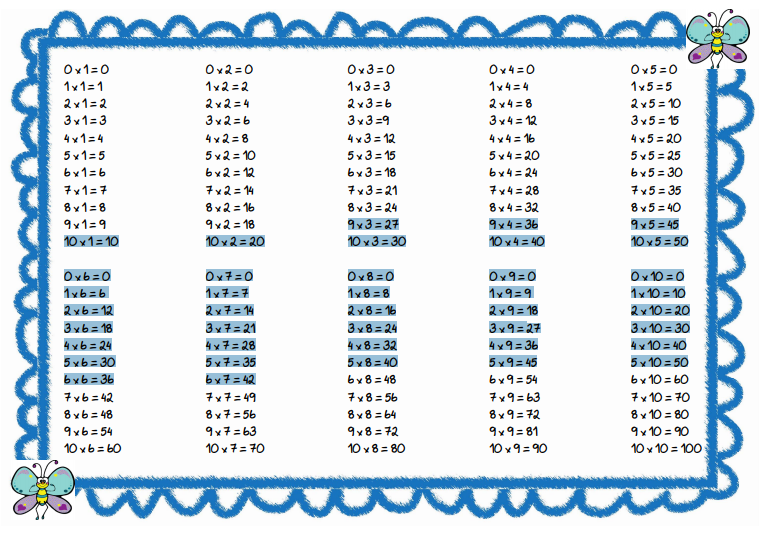 0 x 1 = 0
1 x 1 = 1
2 x 1 = 2
3 x 1 = 3
4 x 1 = 4
5 x 1 = 5
6 x 1 = 6
7 x 1 = 7
8 x 1 = 8
9 x 1 = 9
10 x 1 = 10
0 x 2 = 0
1 x 2 = 2
2 x 2 = 4
3 x 2 = 6
4 x 2 = 8
5 x 2 = 10
6 x 2 = 12
7 x 2 = 14
8 x 2 = 16
9 x 2 = 18
10 x 2 = 20
0 x 3 = 0
1 x 3 = 3
2 x 3 = 6
3 x 3 =9
4 x 3 = 12
5 x 3 = 15
6 x 3 = 18
7 x 3 = 21
8 x 3 = 24
9 x 3 = 27
10 x 3 = 30
0 x 4 = 0
1 x 4 = 4
2 x 4 = 8
3 x 4 = 12
4 x 4 = 16
5 x 4 = 20
6 x 4 = 24
7 x 4 = 28
8 x 4 = 32
9 x 4 = 36
10 x 4 = 40
0 x 5 = 0
1 x 5 = 5
2 x 5 = 10
3 x 5 = 15
4 x 5 = 20
5 x 5 = 25
6 x 5 = 30
7 x 5 = 35
8 x 5 = 40
9 x 5 = 45
10 x 5 = 50
0 x 6 = 0
1 x 6 = 6
2 x 6 = 12
3 x 6 = 18
4 x 6 = 24
5 x 6 = 30
6 x 6 = 36
7 x 6 = 42
8 x 6 = 48
9 x 6 = 54
10 x 6 = 60
0 x 7 = 0
1 x 7 = 7
2 x 7 = 14
3 x 7 = 21
4 x 7 = 28
5 x 7 = 35
6 x 7 = 42
7 x 7 = 49
8 x 7 = 56
9 x 7 = 63
10 x 7 = 70
0 x 8 = 0
1 x 8 = 8
2 x 8 = 16
3 x 8 = 24
4 x 8 = 32
5 x 8 = 40
6 x 8 = 48
7 x 8 = 56
8 x 8 = 64
9 x 8 = 72
10 x 8 = 80
0 x 9 = 0
1 x 9 = 9
2 x 9 = 18
3 x 9 = 27
4 x 9 = 36
5 x 9 = 45
6 x 9 = 54
7 x 9 = 63
8 x 9 = 72
9 x 9 = 81
10 x 9 = 90
0 x 10 = 0
1 x 10 = 10
2 x 10 = 20
3 x 10 = 30
4 x 10 = 40
5 x 10 = 50
6 x 10 = 60
7 x 10 = 70
8 x 10 = 80
9 x 10 = 90
10 x 10 = 100